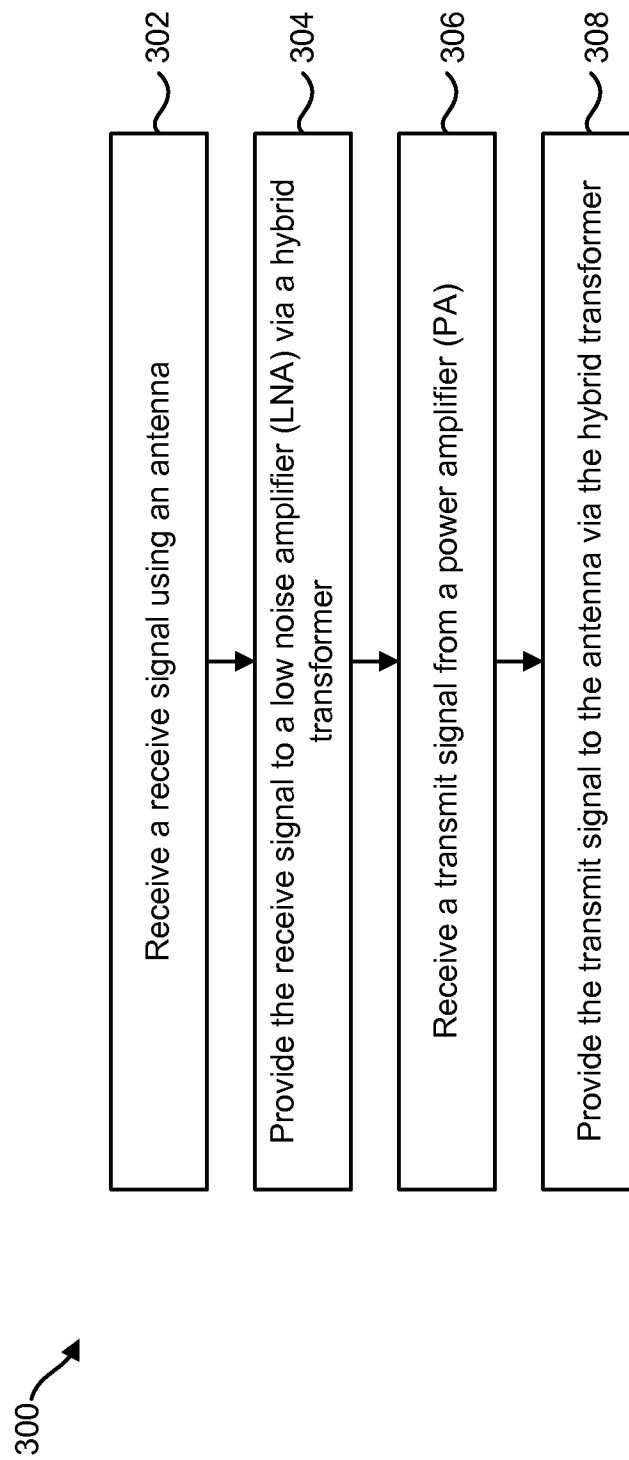 300
Receive a receive signal using an antenna
302
Provide the receive signal to a low noise amplifier (LNA) via a hybrid
transformer
304
Receive a transmit signal from a power amplifier (PA)
306
Provide the transmit signal to the antenna via the hybrid transformer
308